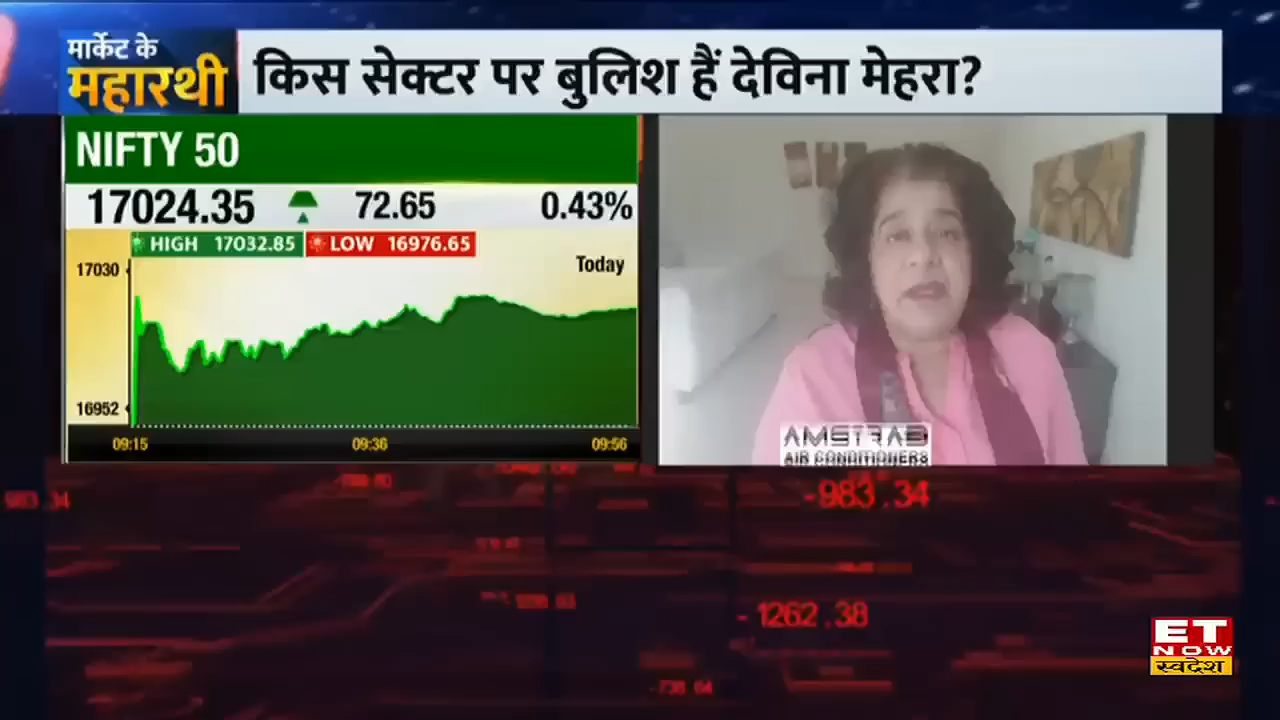 मार्केट के
महारथी
किस सेक्टर पर बुलिश हैं देविना मेहरा?
NIFTY 50
17024.35 72.65 0.43%
HIGH 17032.85 LOW 16976.65
Today
17030
16952
09:15 09:36 09:56
AMSTRAD
AIR CONDITIONERS
983.34
-983.34
-1262.38
ET
NOW
स्वदेश